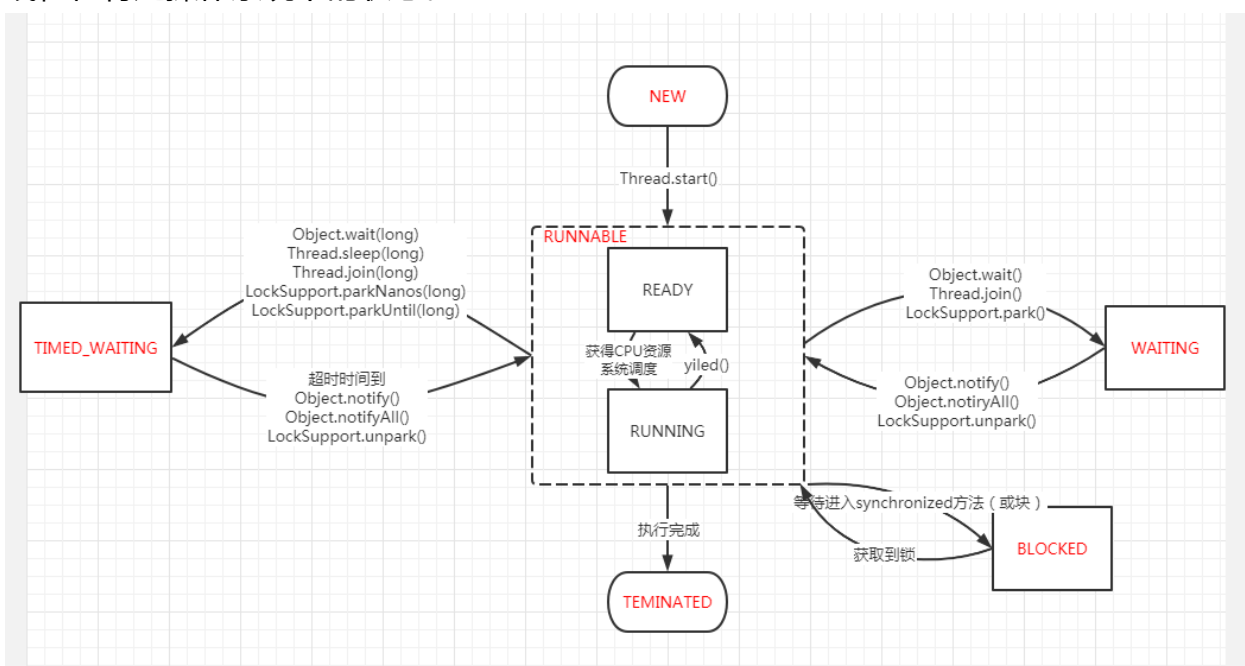 NEW
Thread.start()
RUNNABLE
READY
获得CPU资源
系统调度
yiled()
RUNNING
Object.wait(long)
Thread.sleep(long)
Thread.join(long)
LockSupport.parkNanos(long)
LockSupport.parkUntil(long)
TIMED_WAITING
超时时间到
Object.notify()
Object.notifyAll()
LockSupport.unpark()
Object.wait()
Thread.join()
LockSupport.park()
WAITING
Object.notify()
Object.notiryAll()
LockSupport.unpark()
等待进入synchronized方法（或块）
获取到锁
BLOCKED
执行完成
TEMINATED